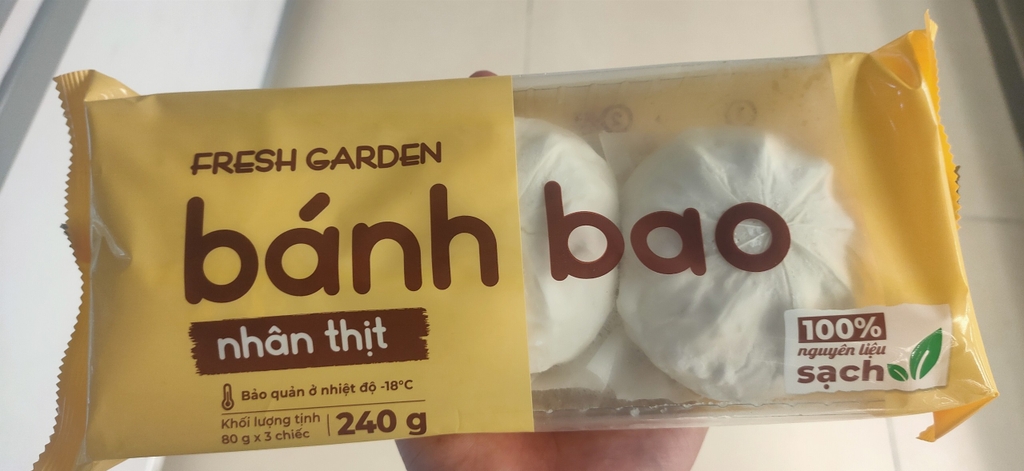 FRESH GARDEN
bánh bao
nhân thịt
Bảo quản ở nhiệt độ -18°C
Khối lượng tịnh
80 g x 3 chiếc
240 g
100%
nguyên liệu
sạch